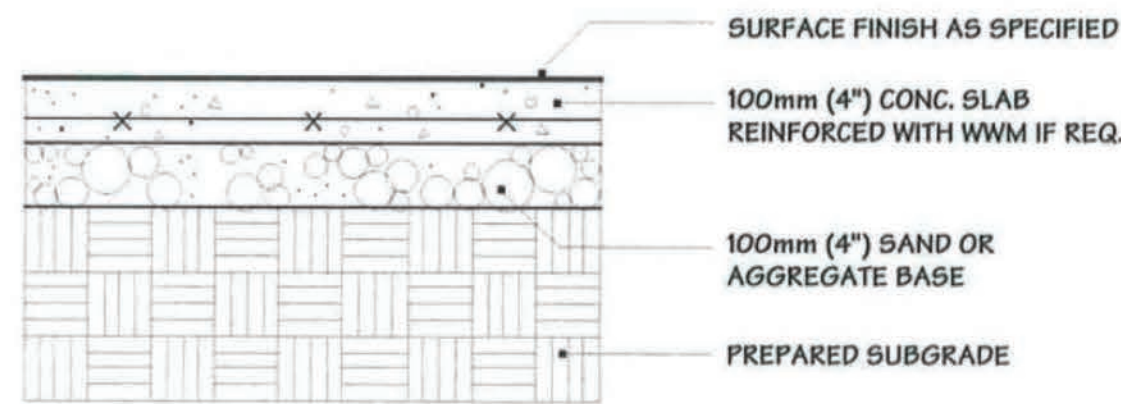 SURFACE FINISH AS SPECIFIED
100mm (4") CONC. SLAB
REINFORCED WITH WWM IF REQ.
100mm (4") SAND OR
AGGREGATE BASE
PREPARED SUBGRADE